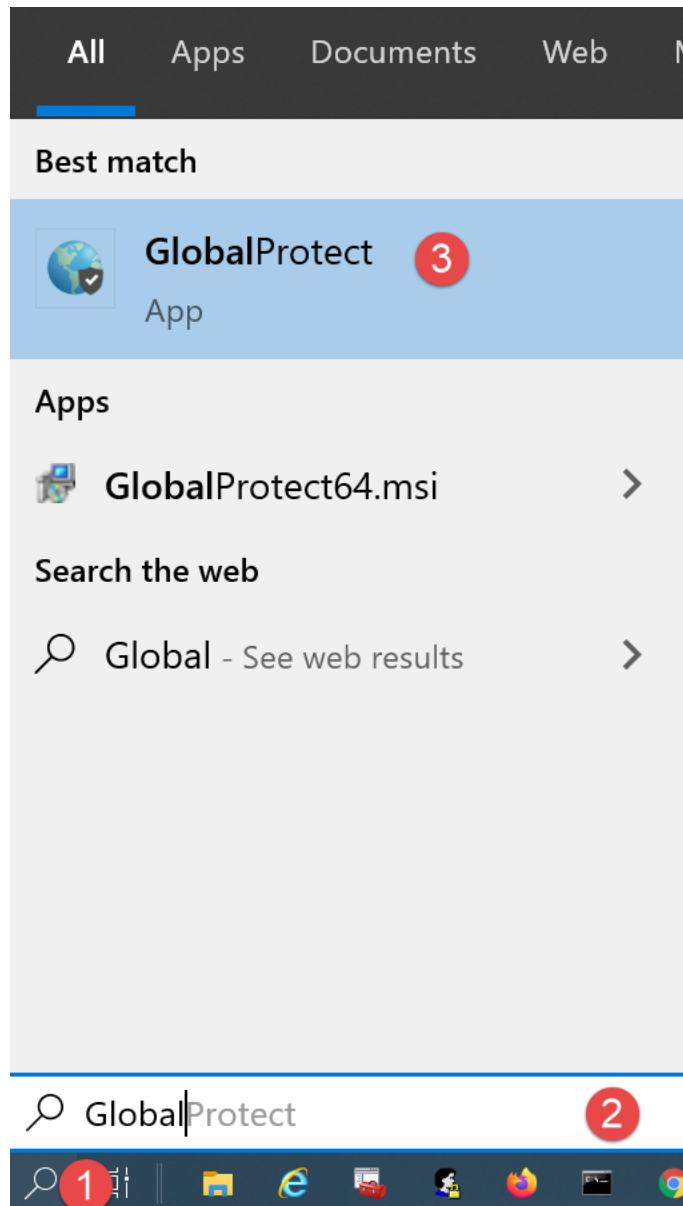 All Apps Documents Web
Best match
GlobalProtect 3
App
Apps
GlobalProtect64.msi
Search the web
Global - See web results
GlobalProtect 2
1